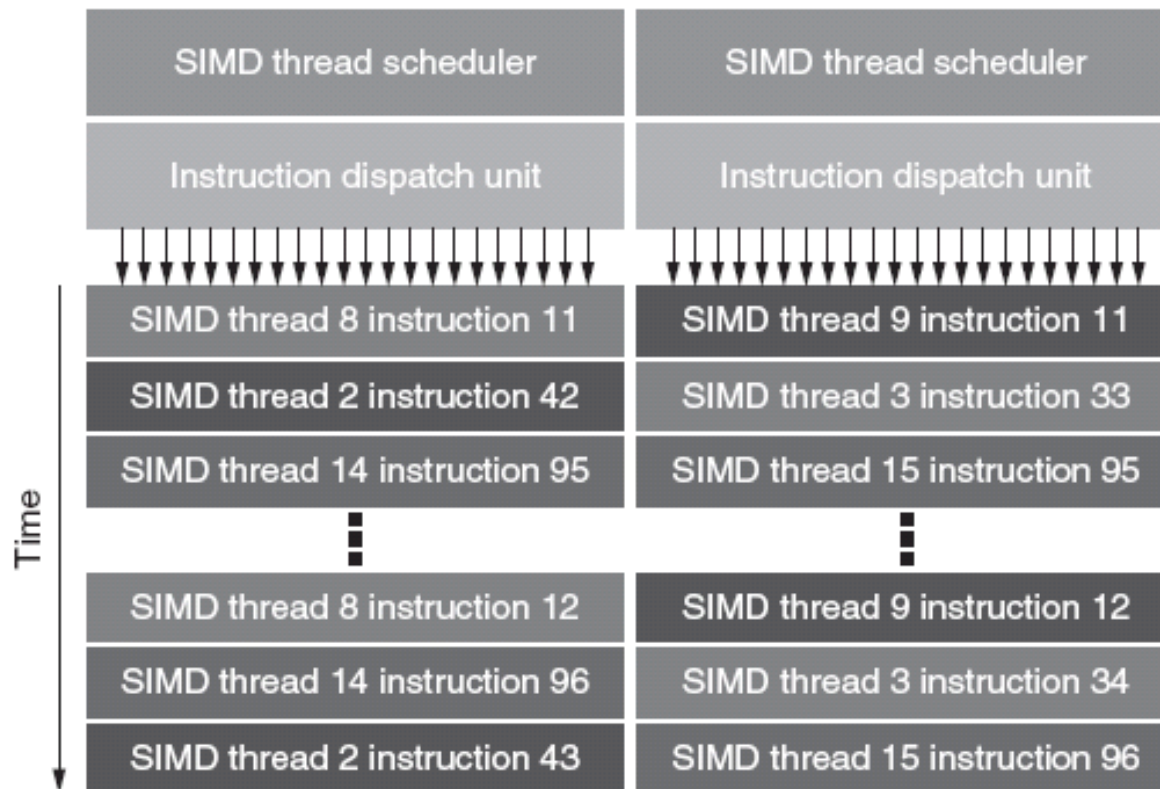 SIMD thread scheduler
SIMD thread scheduler
Instruction dispatch unit
Instruction dispatch unit
Time
SIMD thread 8 instruction 11
SIMD thread 9 instruction 11
SIMD thread 2 instruction 42
SIMD thread 3 instruction 33
SIMD thread 14 instruction 95
SIMD thread 15 instruction 95
SIMD thread 8 instruction 12
SIMD thread 9 instruction 12
SIMD thread 14 instruction 96
SIMD thread 3 instruction 34
SIMD thread 2 instruction 43
SIMD thread 15 instruction 96